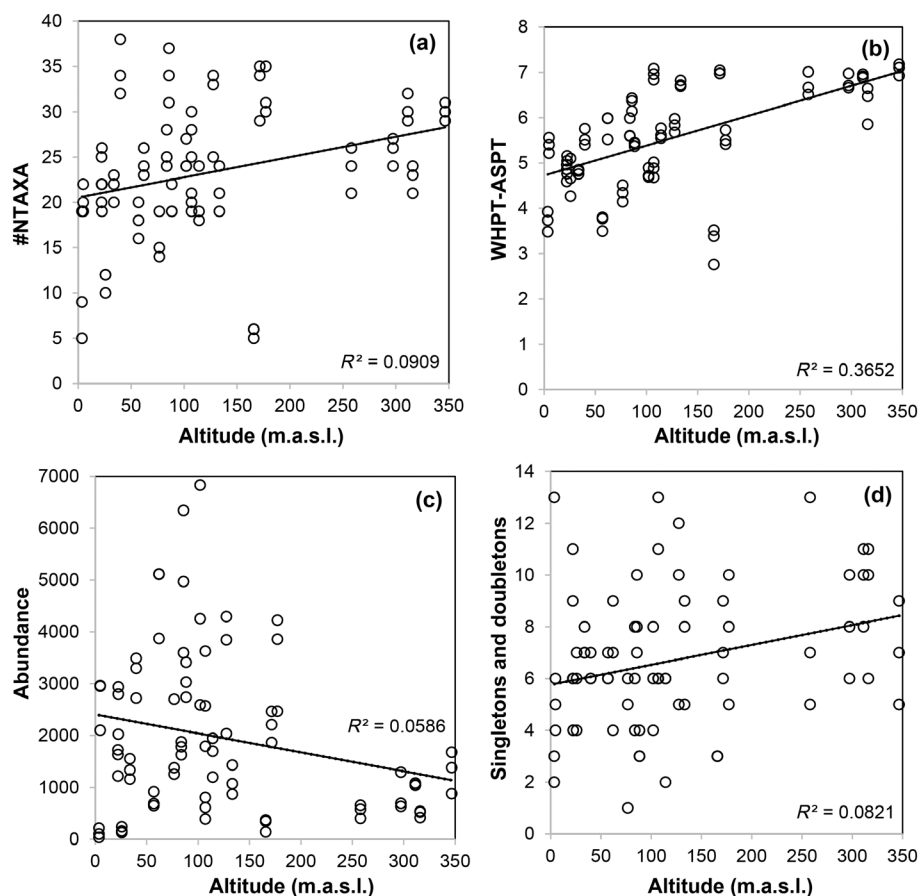 (a)
#NTAXA
40
35
30
25
20
15
10
5
0
R² = 0.0909
0 50 100 150 200 250 300 350
Altitude (m.a.s.l.)
(b)
WHPT-ASPT
8
7
6
5
4
3
2
1
0
R² = 0.3652
0 50 100 150 200 250 300 350
Altitude (m.a.s.l.)
(c)
Abundance
7000
6000
5000
4000
3000
2000
1000
0
R² = 0.0586
0 50 100 150 200 250 300 350
Altitude (m.a.s.l.)
(d)
Singletons and doubletons
14
12
10
8
6
4
2
0
R² = 0.0821
0 50 100 150 200 250 300 350
Altitude (m.a.s.l.)